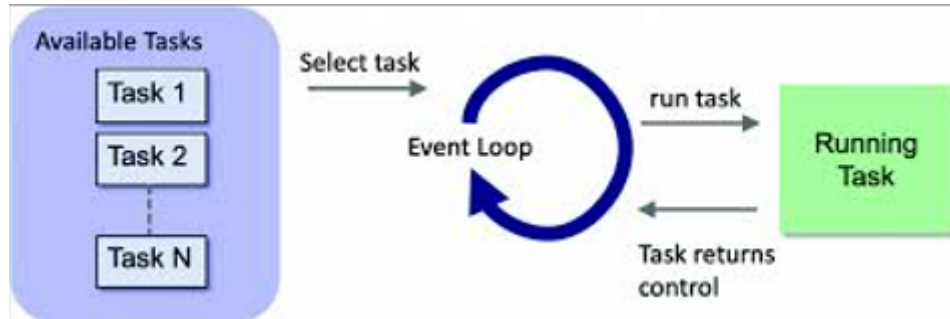 Available Tasks
Task 1
Task 2
Task N
Select task
Event Loop
run task
Running
Task
Task returns
control